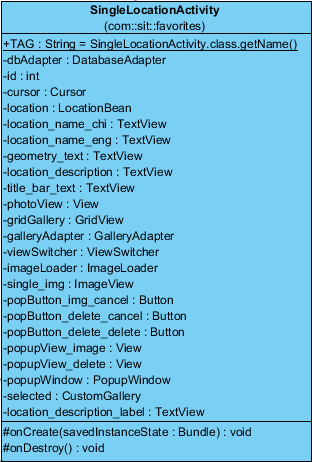 SingleLocationActivity
(com::sit::favorites)
+TAG : String = SingleLocationActivity.class.getName()
-dbAdapter : DatabaseAdapter
-id : int
-cursor : Cursor
-location : LocationBean
-location_name_chi : TextView
-location_name_eng : TextView
-geometry_text : TextView
-location_description : TextView
-title_bar_text : TextView
-photoView : View
-gridGallery : GridView
-galleryAdapter : GalleryAdapter
-viewSwitcher : ViewSwitcher
-imageLoader : ImageLoader
-single_img : ImageView
-popButton_img_cancel : Button
-popButton_delete_cancel : Button
-popButton_delete_delete : Button
-popupView_image : View
-popupView_delete : View
-popupWindow : PopupWindow
-selected : CustomGallery
-location_description_label : TextView
#onCreate(savedInstanceState : Bundle) : void
#onDestroy() : void